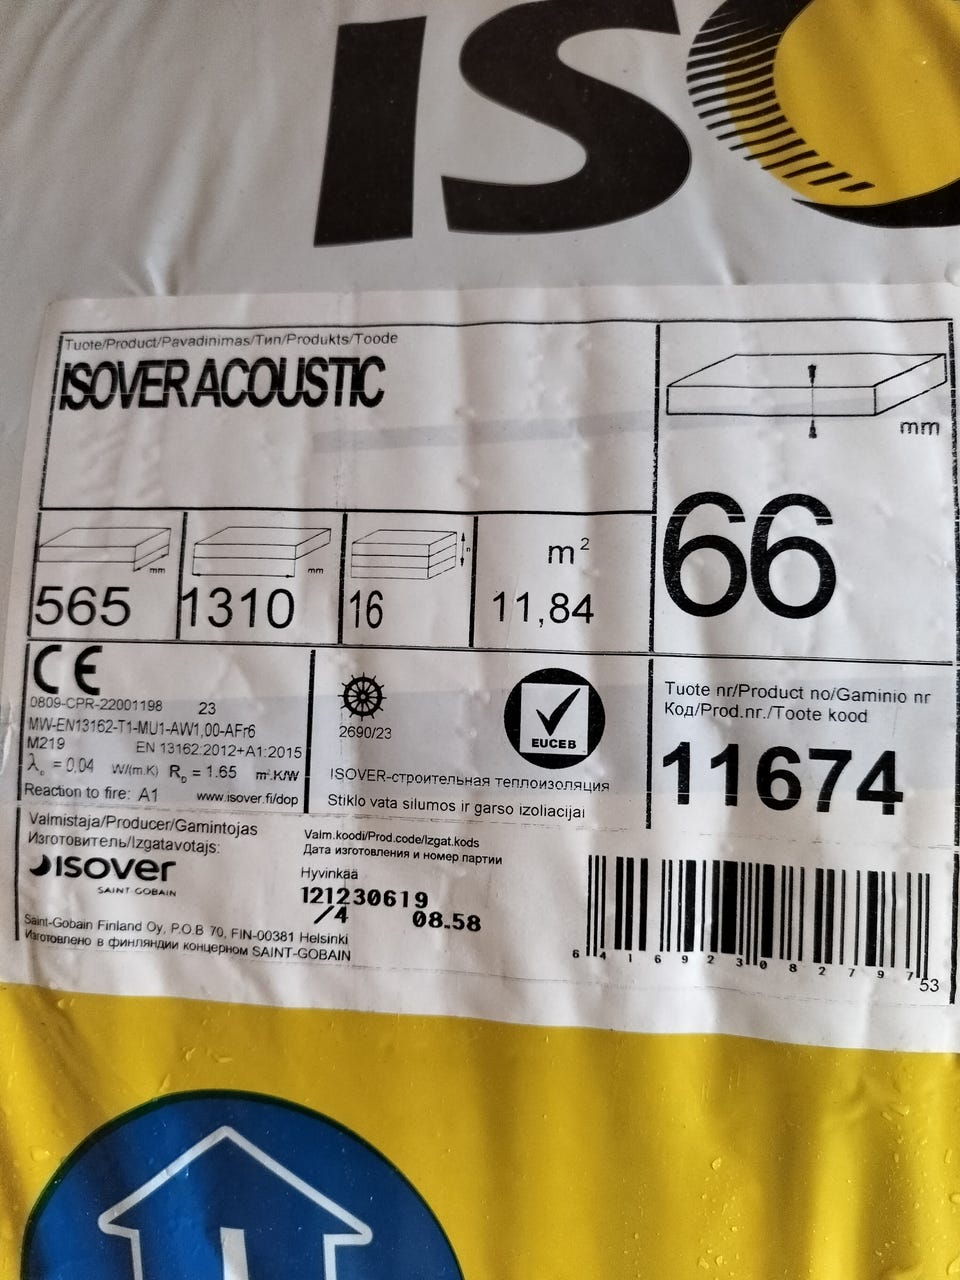 ISO
Tuote/Product/Pavadinimas/Тип/Produkts/Toode
ISOVER ACOUSTIC
mm
66
mm
565
mm
1310
n
16
m²
11,84
CE
0809-CPR-22001198 23
MW-EN13162-T1-MU1-AW1,00-AFr6
M219 EN 13162:2012+A1:2015
λD = 0.04 W/(m.K) RD = 1.65 m².K/W
Reaction to fire: A1 www.isover.fi/dop
2690/23
EUCEB
ISOVER-строительная теплоизоляция
Stiklo vata silumos ir garso izoliacijai
Tuote nr/Product no/Gaminio nr
Код/Prod.nr./Toote kood
11674
Valmistaja/Producer/Gamintojas
Изготовитель/Izgatavotajs:
isover
SAINT GOBAIN
Saint-Gobain Finland Oy, P.O.B 70, FIN-00381 Helsinki
Изготовлено в финляндии концерном SAINT-GOBAIN
Valm.koodi/Prod.code/Izgat.kods
Дата изготовления и номер партии
Hyvinkää
121230619
/4 08.58
6 416923 082797
53